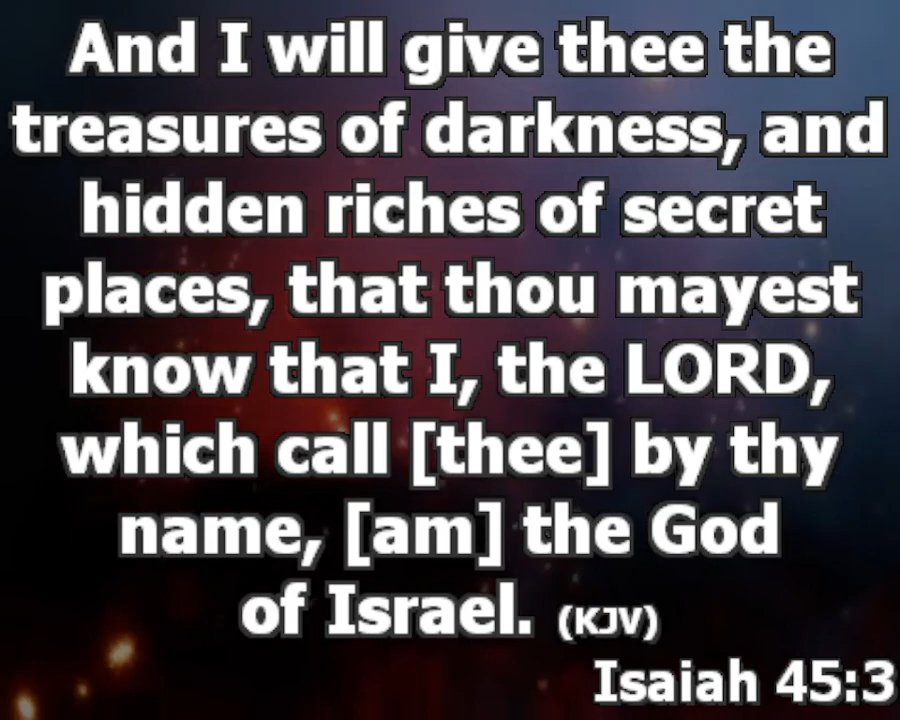 And I will give thee the
treasures of darkness, and
hidden riches of secret
places, that thou mayest
know that I, the LORD,
which call [thee] by thy
name, [am] the God
of Israel. (KJV)
Isaiah 45:3